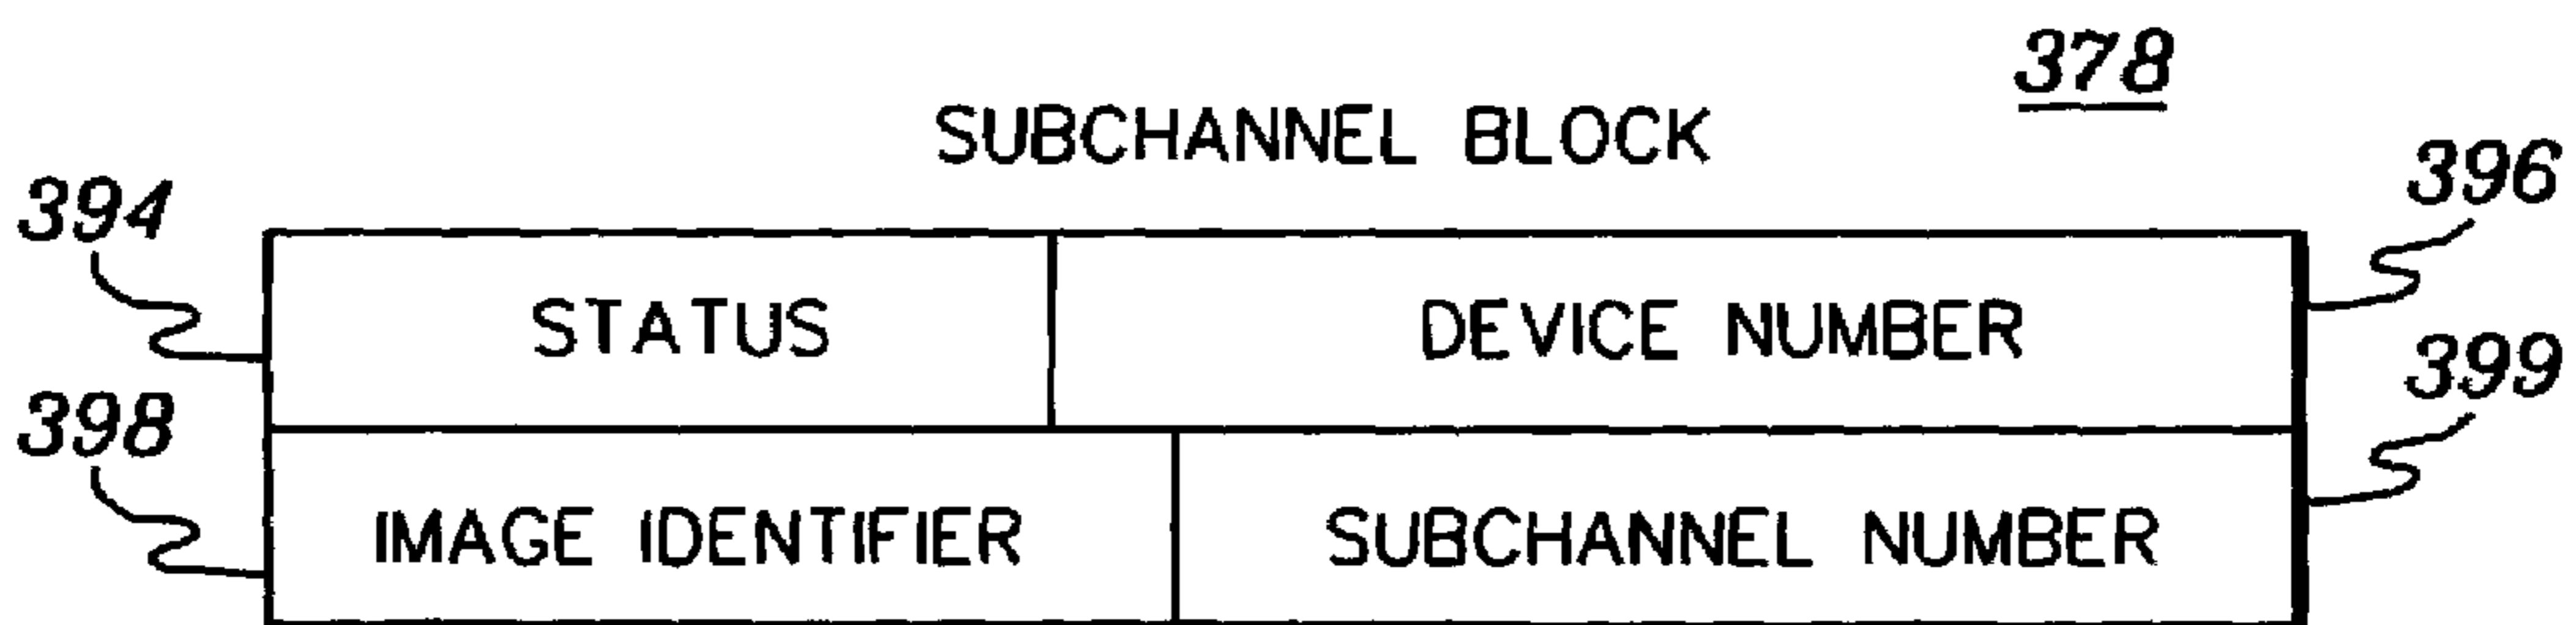 378
SUBCHANNEL BLOCK
394 STATUS DEVICE NUMBER 396
398 IMAGE IDENTIFIER SUBCHANNEL NUMBER 399